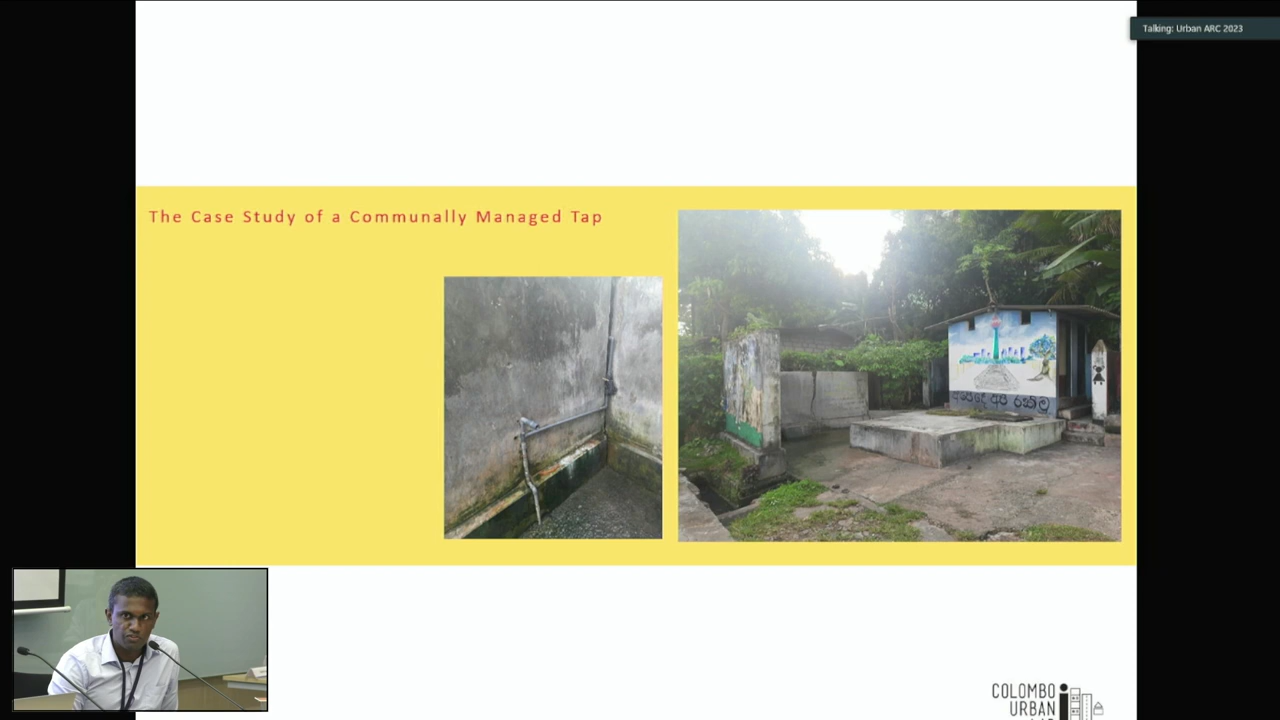 Talking: Urban ARC 2023
The Case Study of a Communally Managed Tap
COLOMBO
URBAN